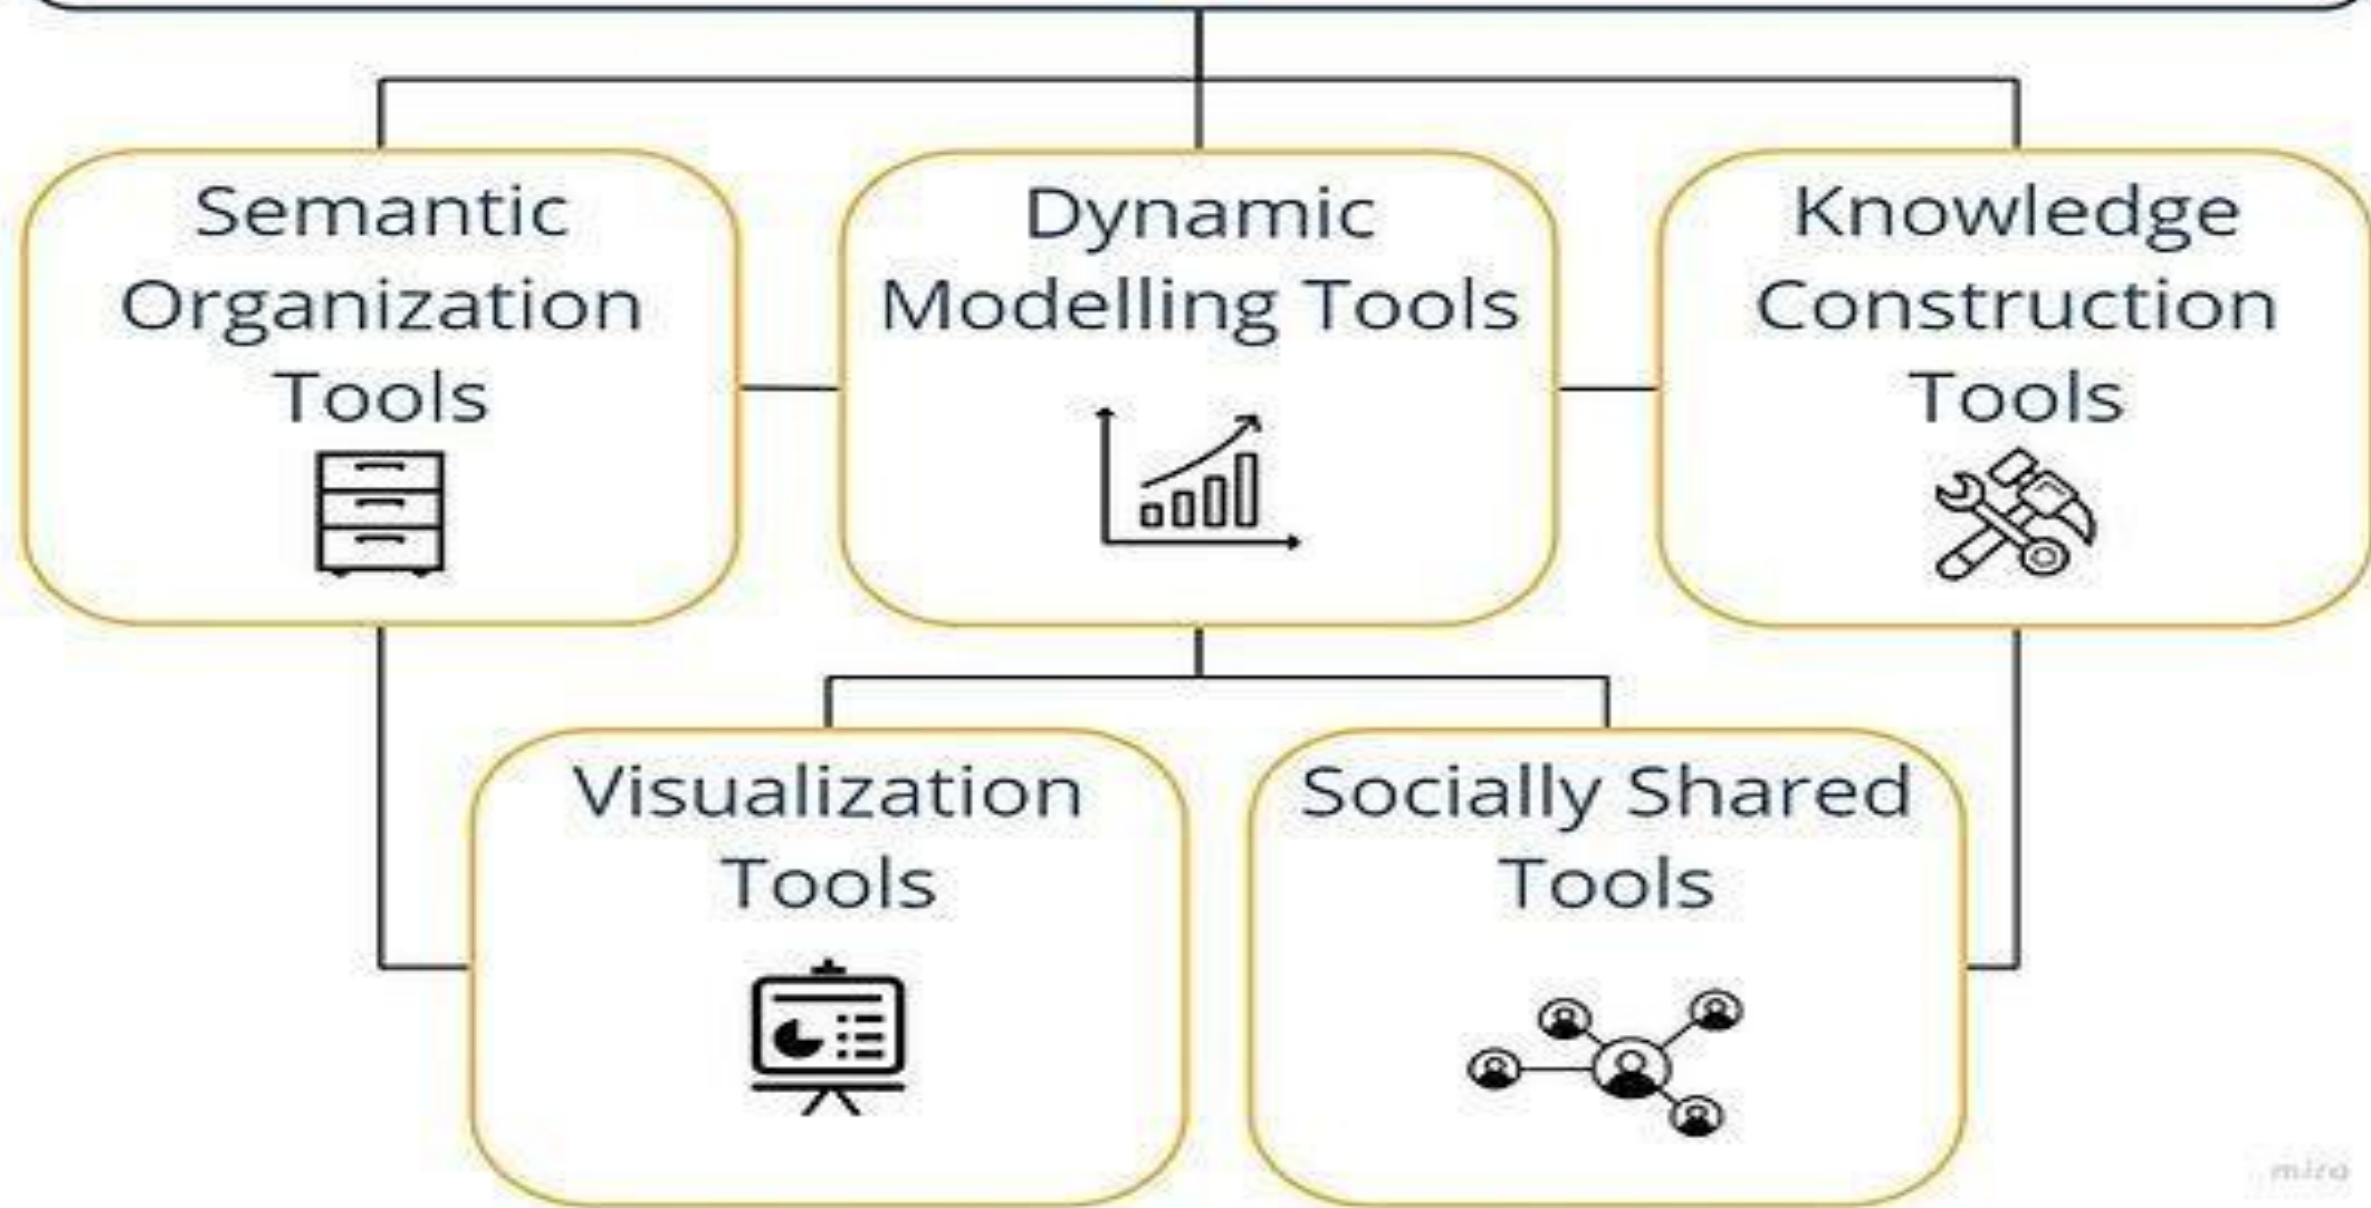 Semantic
Organization
Tools
Dynamic
Modelling Tools
Knowledge
Construction
Tools
Visualization
Tools
Socially Shared
Tools
miro